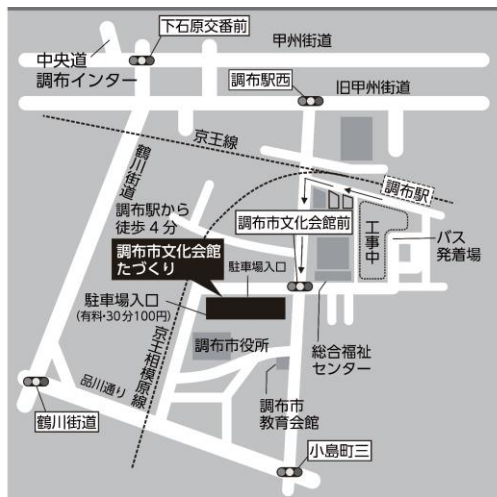 下石原交番前
甲州街道
中央道
調布インター
調布駅西
旧甲州街道
京王線
鶴川街道
調布駅
調布駅から
徒歩4分
調布市文化会館前
工事中
バス
発着場
調布市文化会館
たづくり
駐車場入口
駐車場入口
(有料・30分100円)
京王相模原線
調布市役所
総合福祉
センター
品川通り
調布市
教育会館
鶴川街道
小島町三